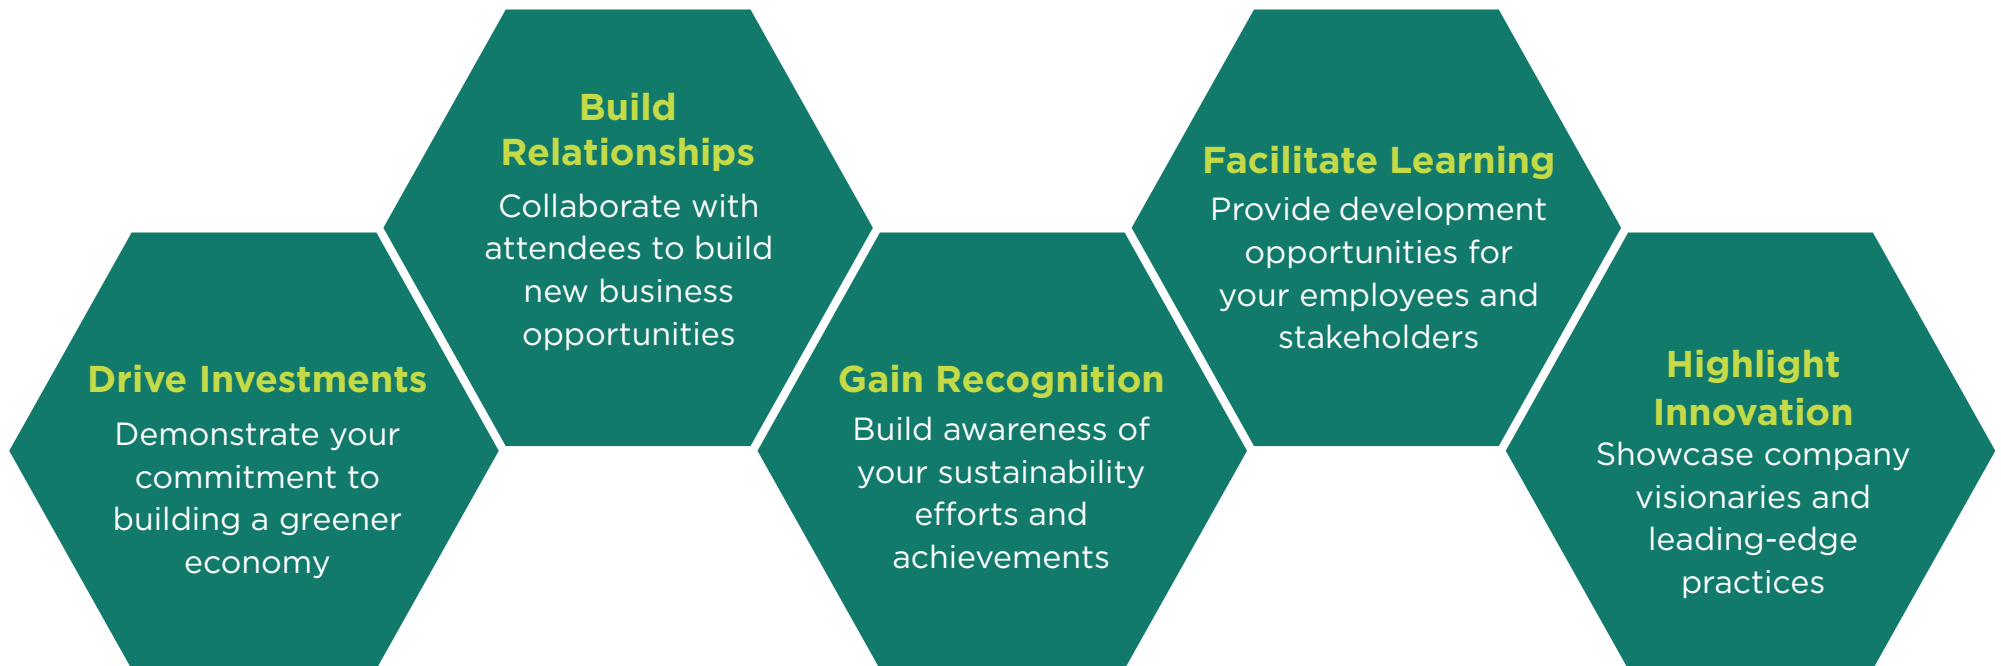 Drive Investments
Demonstrate your
commitment to
building a greener
economy
Build
Relationships
Collaborate with
attendees to build
new business
opportunities
Gain Recognition
Build awareness of
your sustainability
efforts and
achievements
Facilitate Learning
Provide development
opportunities for
your employees and
stakeholders
Highlight
Innovation
Showcase company
visionaries and
leading-edge
practices